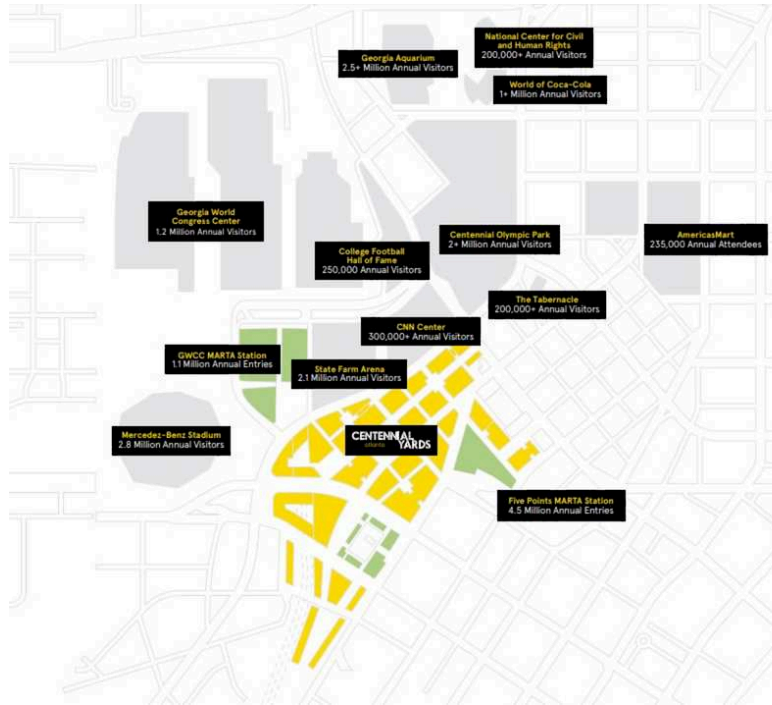 National Center for Civil
and Human Rights
200,000+ Annual Visitors
Georgia Aquarium
2.5+ Million Annual Visitors
World of Coca-Cola
1+ Million Annual Visitors
Georgia World
Congress Center
1.2 Million Annual Visitors
Centennial Olympic Park
2+ Million Annual Visitors
AmericasMart
235,000 Annual Attendees
College Football
Hall of Fame
250,000 Annual Visitors
The Tabernacle
200,000+ Annual Visitors
CNN Center
300,000+ Annual Visitors
GWCC MARTA Station
1.1 Million Annual Entries
State Farm Arena
2.1 Million Annual Visitors
Mercedez-Benz Stadium
2.8 Million Annual Visitors
CENTENNIAL
atlanta YARDS
Five Points MARTA Station
4.5 Million Annual Entries